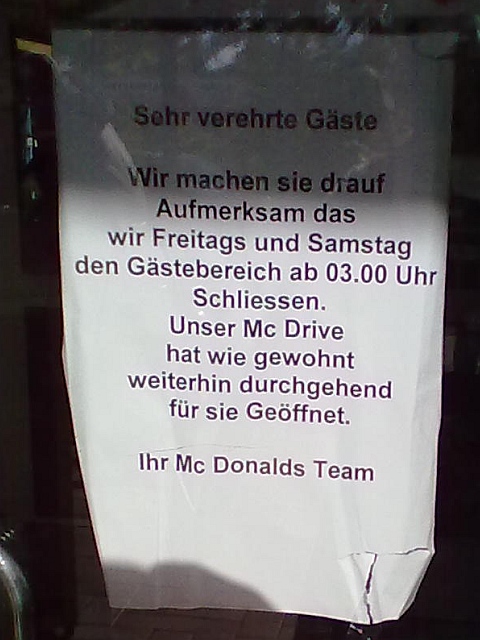 Sehr verehrte Gäste
Wir machen sie drauf
Aufmerksam das
wir Freitags und Samstag
den Gästebereich ab 03.00 Uhr
Schliessen.
Unser Mc Drive
hat wie gewohnt
weiterhin durchgehend
für sie Geöffnet.
Ihr Mc Donalds Team